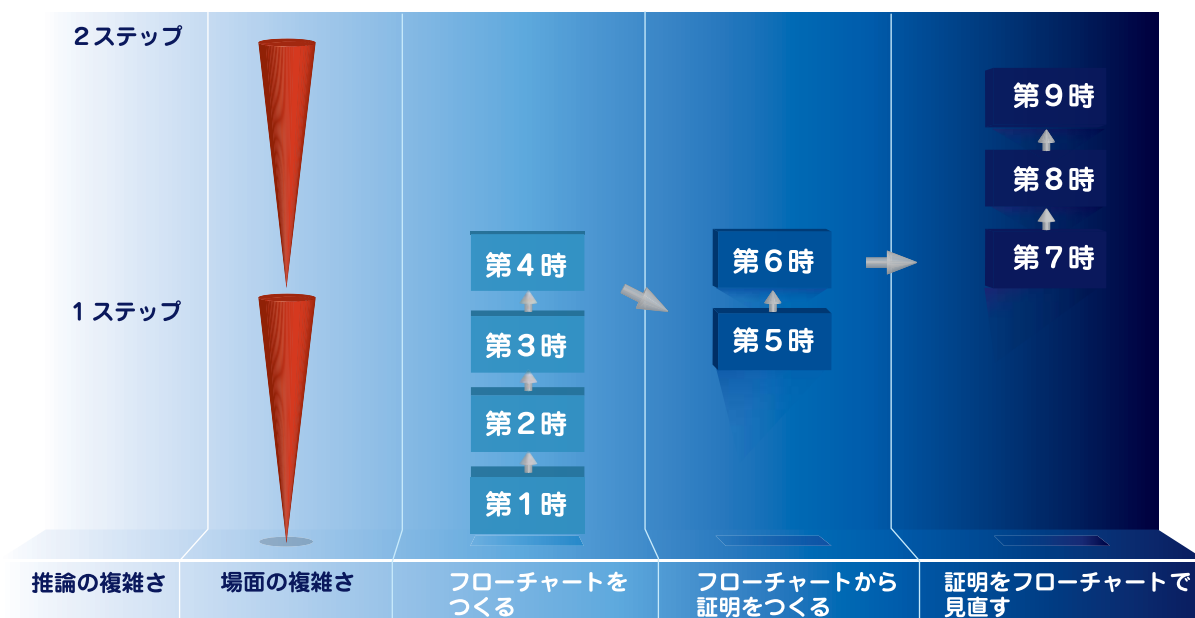 2ステップ
1ステップ
第4時
第3時
第2時
第1時
第6時
第5時
第9時
第8時
第7時
推論の複雑さ
場面の複雑さ
フローチャートを
つくる
フローチャートから
証明をつくる
証明をフローチャートで
見直す